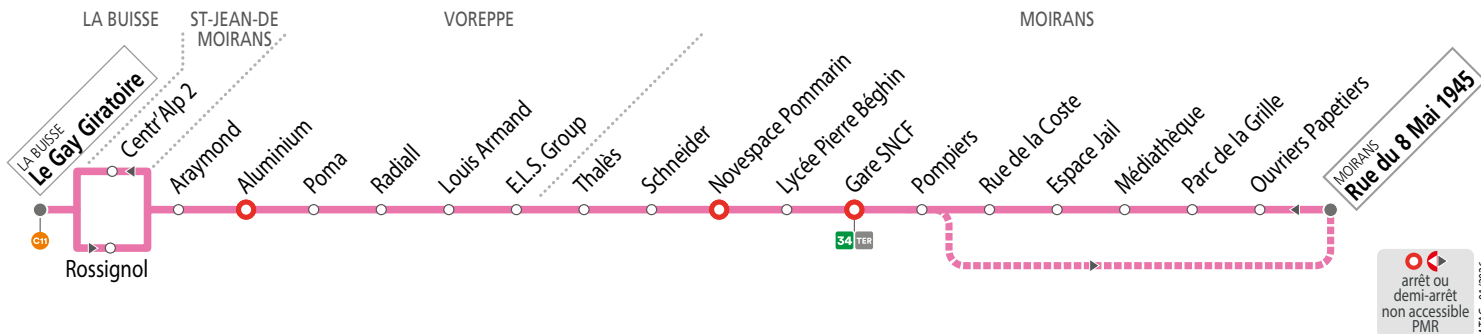 LA BUISSE
ST-JEAN-DE
MOIRANS
VOREPPE
MOIRANS
LA BUISSE
Le Gay Giratoire
Centr'Alp 2
Araymond
Aluminium
Poma
Radiall
Louis Armand
E.L.S. Group
Thalès
Schneider
Novespace Pommarin
Lycée Pierre Béghin
Gare SNCF
Pompiers
Rue de la Coste
Espace Jail
Médiathèque
Parc de la Grille
Ouvriers Papetiers
MOIRANS
Rue du 8 Mai 1945
C11
34 TER
Rossignol
arrêt ou
demi-arrêt
non accessible
PMR